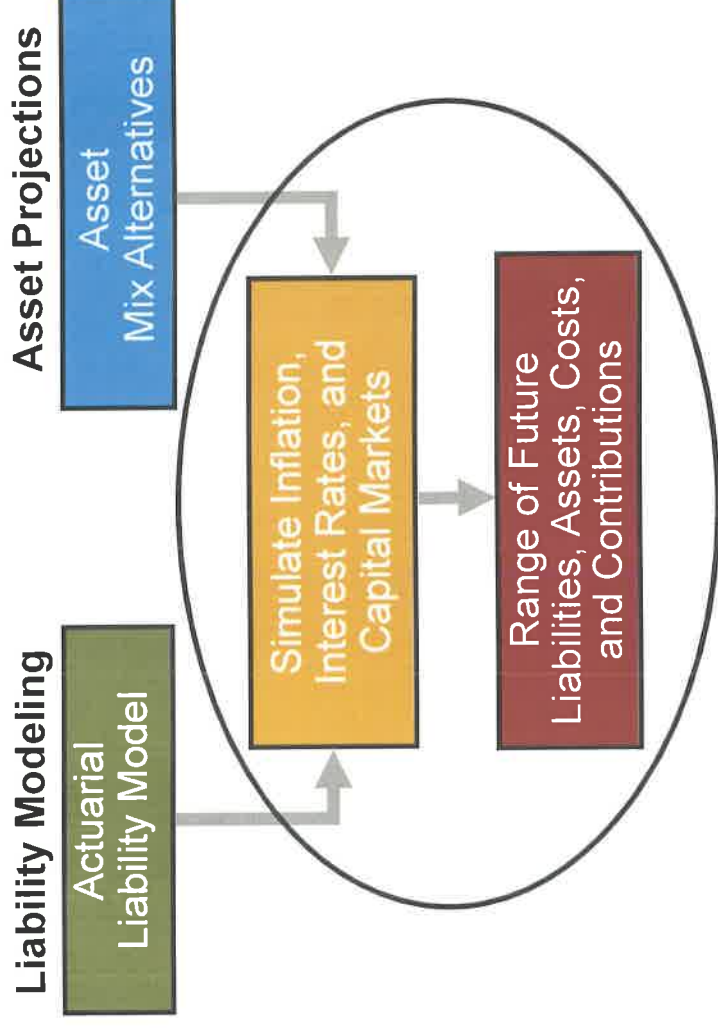 Liability Modeling
Asset Projections
Actuarial
Liability Model
Asset
Mix Alternatives
Simulate Inflation,
Interest Rates, and
Capital Markets
Range of Future
Liabilities, Assets, Costs,
and Contributions